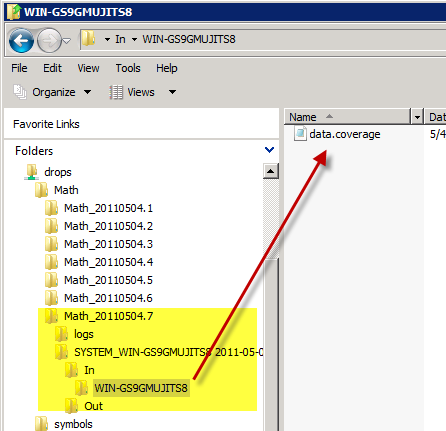 WIN-GS9GMUJITS8
In WIN-GS9GMUJITS8
File Edit View Tools Help
Organize Views
Favorite Links
Folders
drops
Math
Math_20110504.1
Math_20110504.2
Math_20110504.3
Math_20110504.4
Math_20110504.5
Math_20110504.6
Math_20110504.7
logs
SYSTEM_WIN-GS9GMUJITS8 2011-05-0
In
WIN-GS9GMUJITS8
Out
symbols
Name Dat
data.coverage 5/4